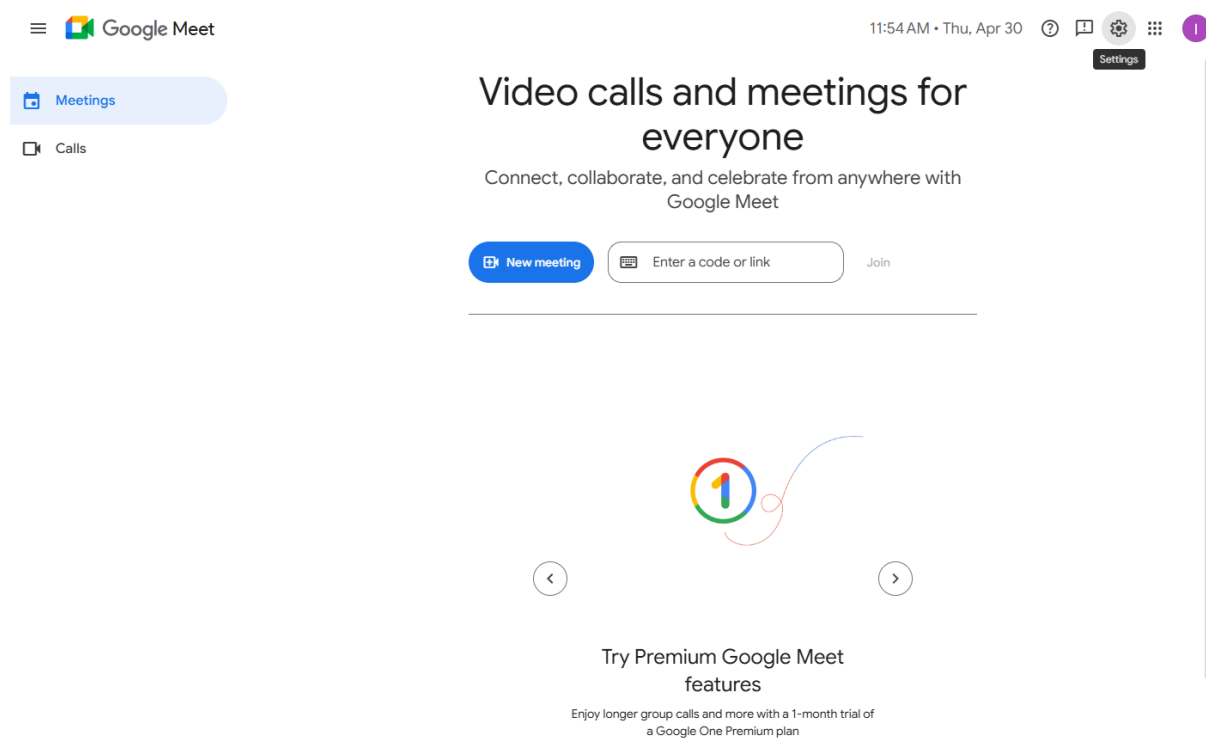 Google Meet
11:54 AM • Thu, Apr 30
I
Settings
Meetings
Calls
Video calls and meetings for
everyone
Connect, collaborate, and celebrate from anywhere with
Google Meet
New meeting
Enter a code or link
Join
1
Try Premium Google Meet
features
Enjoy longer group calls and more with a 1-month trial of
a Google One Premium plan